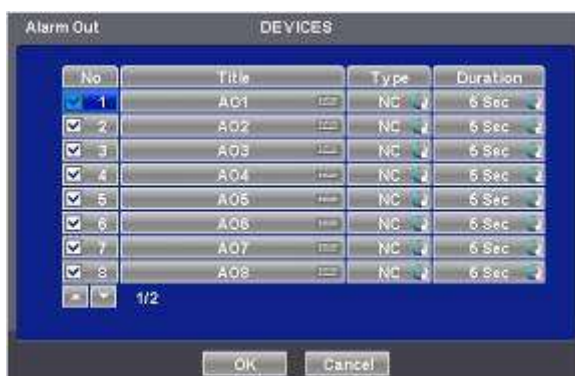 Alarm Out DEVICES
No Title Type Duration
1 AO1 NC 6 Sec
2 AO2 NC 6 Sec
3 AO3 NC 6 Sec
4 AO4 NC 6 Sec
5 AO5 NC 6 Sec
6 AO6 NC 6 Sec
7 AO7 NC 6 Sec
8 AO8 NC 6 Sec
1/2
OK Cancel